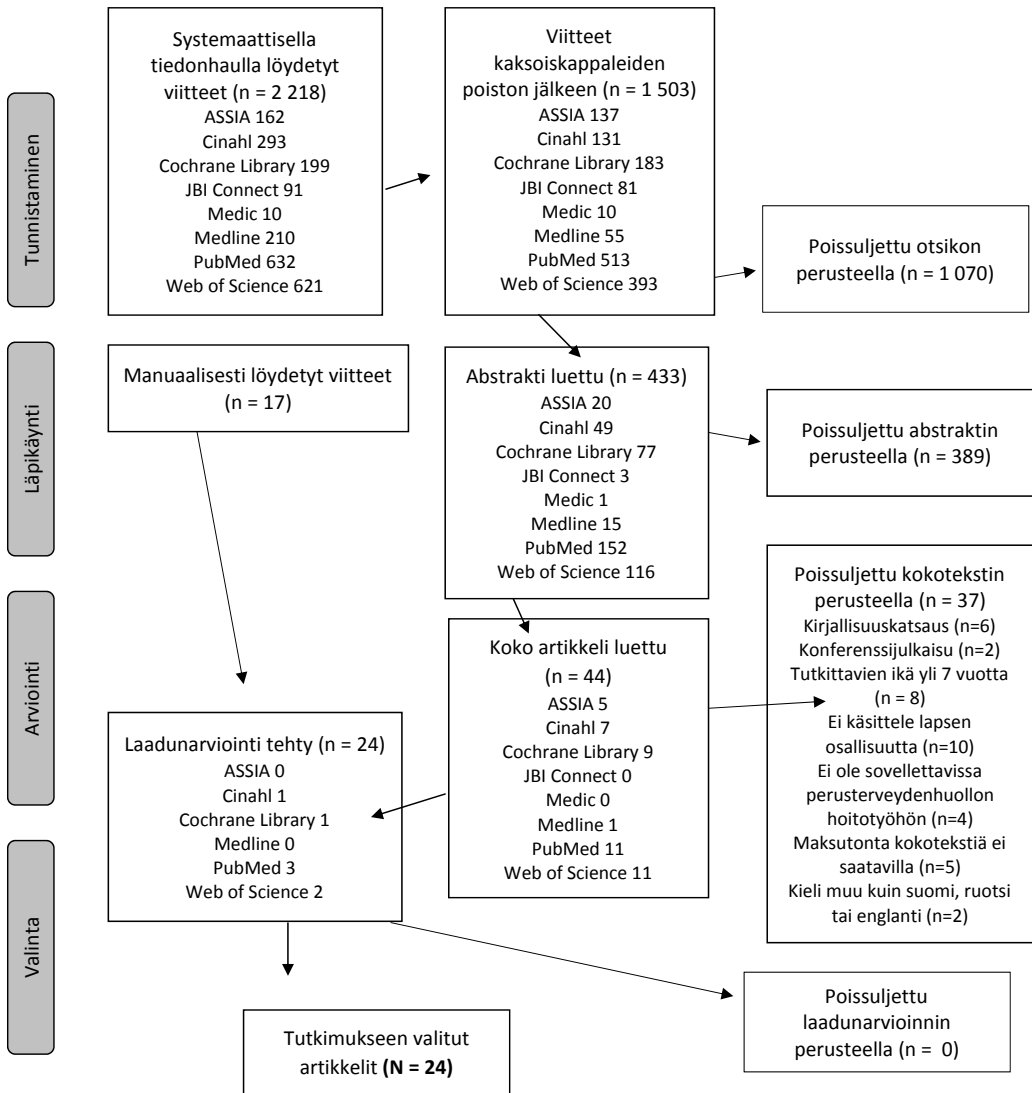 Tunnistaminen
Systemaattisella
tiedonhaulla löydetyt
viitteet (n = 2 218)
ASSIA 162
Cinahl 293
Cochrane Library 199
JBI Connect 91
Medic 10
Medline 210
PubMed 632
Web of Science 621
Viitteet
kaksoiskappaleiden
poiston jälkeen (n = 1 503)
ASSIA 137
Cinahl 131
Cochrane Library 183
JBI Connect 81
Medic 10
Medline 55
PubMed 513
Web of Science 393
Poissuljettu otsikon
perusteella (n = 1 070)
Läpikäynti
Manuaalisesti löydetyt viitteet
(n = 17)
Abstrakti luettu (n = 433)
ASSIA 20
Cinahl 49
Cochrane Library 77
JBI Connect 3
Medic 1
Medline 15
PubMed 152
Web of Science 116
Poissuljettu abstraktin
perusteella (n = 389)
Arviointi
Koko artikkeli luettu
(n = 44)
ASSIA 5
Cinahl 7
Cochrane Library 9
JBI Connect 0
Medic 0
Medline 1
PubMed 11
Web of Science 11
Poissuljettu kokotekstin
perusteella (n = 37)
Kirjallisuuskatsaus (n=6)
Konferenssijulkaisu (n=2)
Tutkittavien ikä yli 7 vuotta
(n = 8)
Ei käsittele lapsen
osallisuutta (n=10)
Ei ole sovellettavissa
perusterveydenhuollon
hoitotyöhön (n=4)
Maksutonta kokotekstiä ei
saatavilla (n=5)
Kieli muu kuin suomi, ruotsi
tai englanti (n=2)
Laadunarviointi tehty (n = 24)
ASSIA 0
Cinahl 1
Cochrane Library 1
Medline 0
PubMed 3
Web of Science 2
Valinta
Poissuljettu
laadunarvioinnin
perusteella (n = 0)
Tutkimukseen valitut
artikkelit (N = 24)